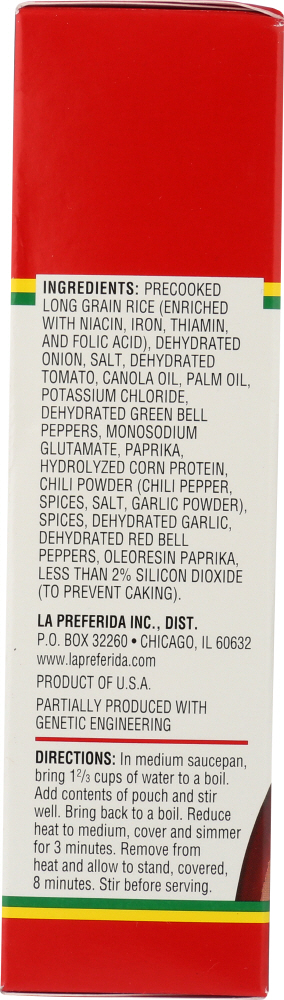 INGREDIENTS: PRECOOKED
LONG GRAIN RICE (ENRICHED
WITH NIACIN, IRON, THIAMIN,
AND FOLIC ACID), DEHYDRATED
ONION, SALT, DEHYDRATED
TOMATO, CANOLA OIL, PALM OIL,
POTASSIUM CHLORIDE,
DEHYDRATED GREEN BELL
PEPPERS, MONOSODIUM
GLUTAMATE, PAPRIKA,
HYDROLYZED CORN PROTEIN,
CHILI POWDER (CHILI PEPPER,
SPICES, SALT, GARLIC POWDER),
SPICES, DEHYDRATED GARLIC,
DEHYDRATED RED BELL
PEPPERS, OLEORESIN PAPRIKA,
LESS THAN 2% SILICON DIOXIDE
(TO PREVENT CAKING).
LA PREFERIDA INC., DIST.
P.O. BOX 32260 • CHICAGO, IL 60632
www.lapreferida.com
PRODUCT OF U.S.A.
PARTIALLY PRODUCED WITH
GENETIC ENGINEERING
DIRECTIONS: In medium saucepan,
bring 1 2/3 cups of water to a boil.
Add contents of pouch and stir
well. Bring back to a boil. Reduce
heat to medium, cover and simmer
for 3 minutes. Remove from
heat and allow to stand, covered,
8 minutes. Stir before serving.